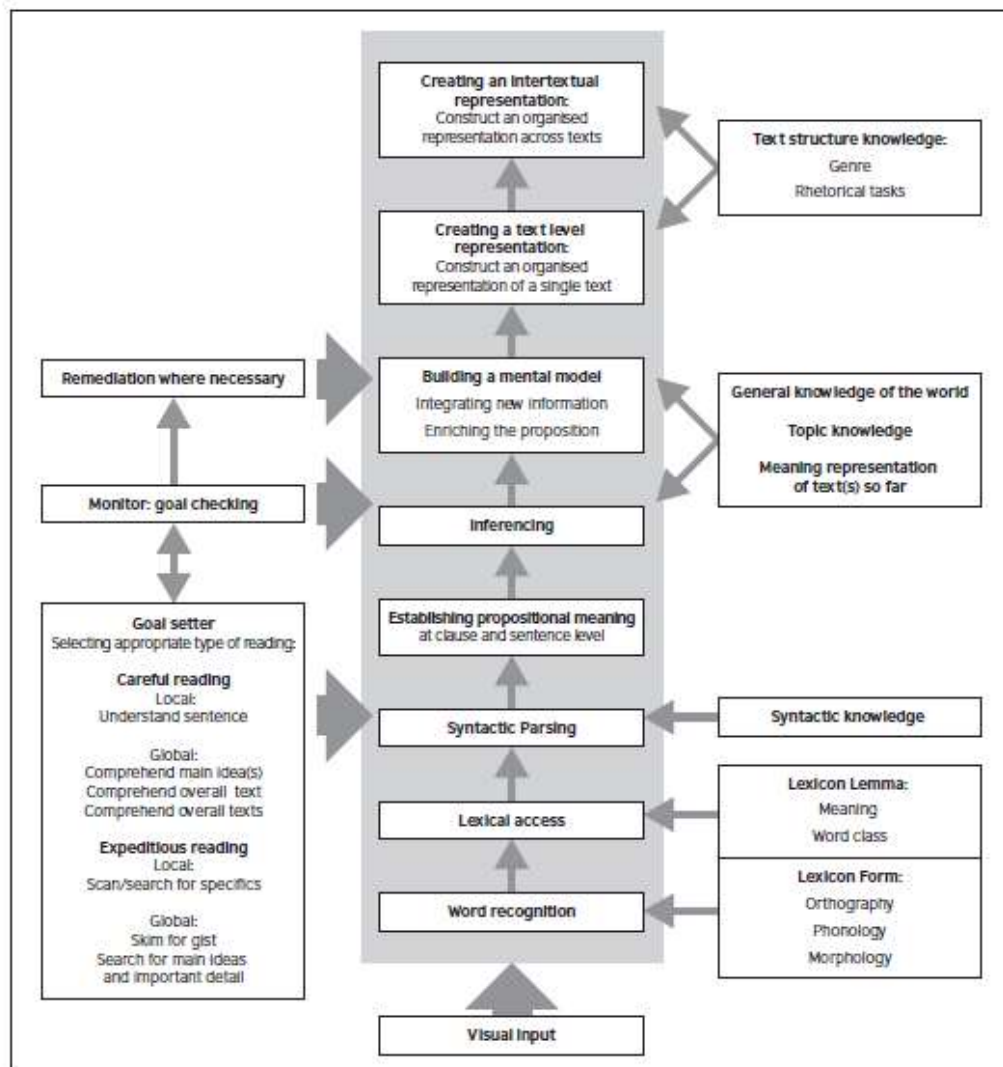 Creating an intertextual
representation:
Construct an organised
representation across texts
Text structure knowledge:
Genre
Rhetorical tasks
Creating a text level
representation:
Construct an organised
representation of a single text
Remediation where necessary
Building a mental model
Integrating new information
Enriching the proposition
General knowledge of the world
Topic knowledge
Meaning representation
of text(s) so far
Monitor: goal checking
Inferencing
Goal setter
Selecting appropriate type of reading:
Careful reading
Local:
Understand sentence
Global:
Comprehend main idea(s)
Comprehend overall text
Comprehend overall texts
Expeditious reading
Local:
Scan/search for specifics
Global:
Skim for gist
Search for main ideas
and important detail
Establishing propositional meaning
at clause and sentence level
Syntactic Parsing
Syntactic knowledge
Lexical access
Lexicon Lemma:
Meaning
Word class
Word recognition
Lexicon Form:
Orthography
Phonology
Morphology
Visual input